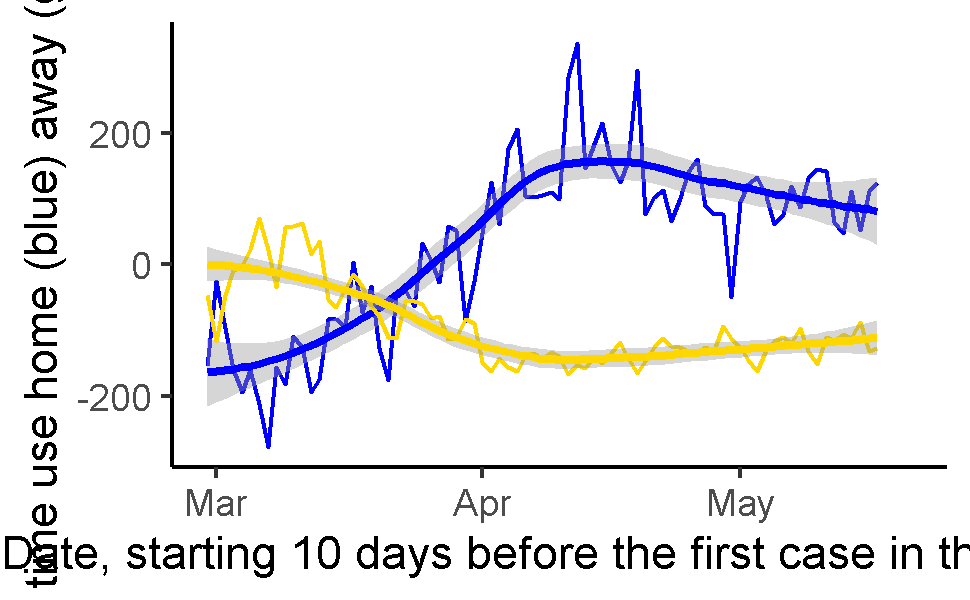 time use home (blue) away (
200
0
-200
Mar Apr May
Date, starting 10 days before the first case in th